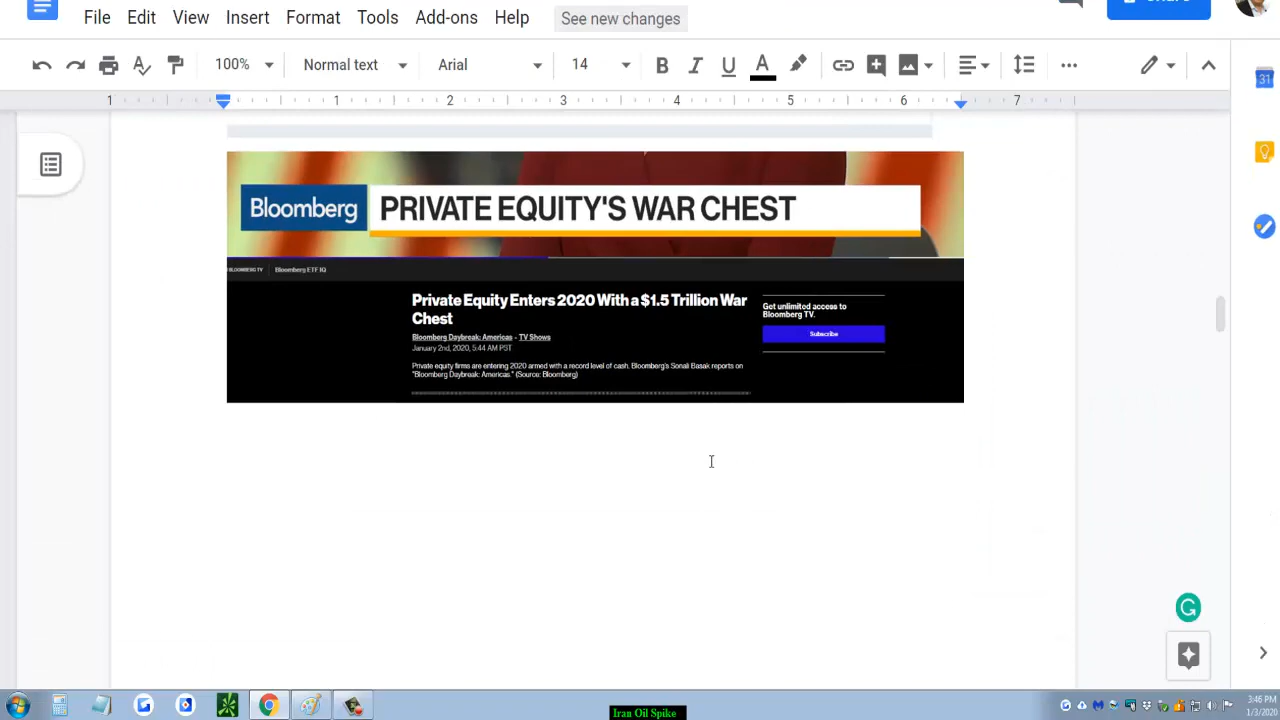 File Edit View Insert Format Tools Add-ons Help See new changes
100% Normal text Arial 14 B I U A
1 1 2 3 4 5 6 7
31
Bloomberg PRIVATE EQUITY'S WAR CHEST
BLOOMBERG TV Bloomberg ETF IQ
Private Equity Enters 2020 With a $1.5 Trillion War
Chest
Bloomberg Daybreak: Americas - TV Shows
January 2nd, 2020, 5:44 AM PST
Private equity firms are entering 2020 armed with a record level of cash. Bloomberg's Sonali Basak reports on
"Bloomberg Daybreak: Americas." (Source: Bloomberg)
Get unlimited access to
Bloomberg TV.
Subscribe
Iran Oil Spike
3:46 PM
1/3/2020